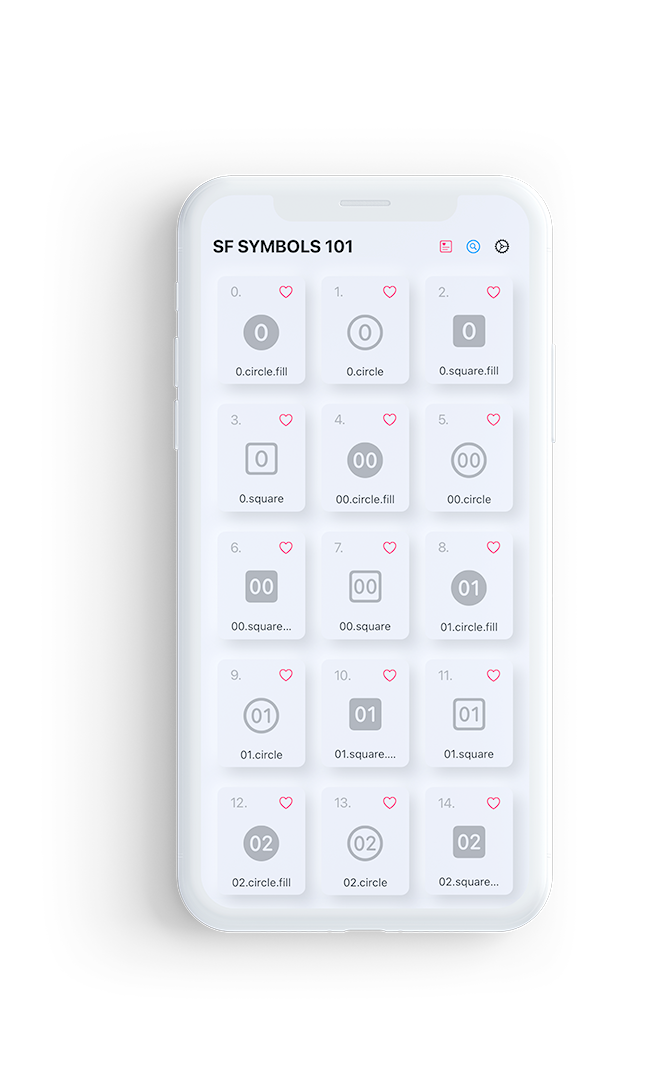 SF SYMBOLS 101
0. 1. 2.
0 0 0
0.circle.fill 0.circle 0.square.fill
3. 4. 5.
0 00 00
0.square 00.circle.fill 00.circle
6. 7. 8.
00 00 01
00.square... 00.square 01.circle.fill
9. 10. 11.
01 01 01
01.circle 01.square.... 01.square
12. 13. 14.
02 02 02
02.circle.fill 02.circle 02.square...